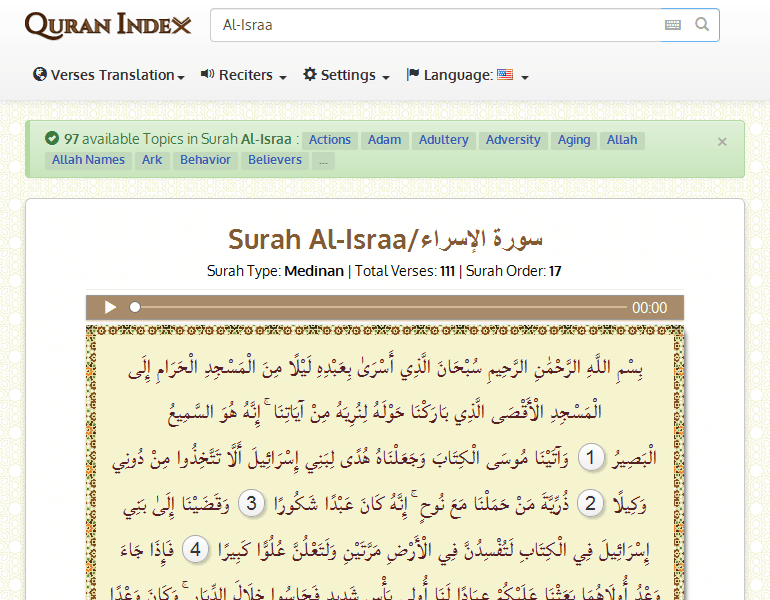 QURAN INDEX
Al-Israa
Verses Translation Reciters Settings Language:
97 available Topics in Surah Al-Israa : Actions Adam Adultery Adversity Aging Allah
Allah Names Ark Behavior Believers ...
×
Surah Al-Israa/سورة الإسراء
Surah Type: Medinan | Total Verses: 111 | Surah Order: 17
00:00
بِسْمِ اللَّهِ الرَّحْمَٰنِ الرَّحِيمِ سُبْحَانَ الَّذِي أَسْرَىٰ بِعَبْدِهِ لَيْلًا مِنَ الْمَسْجِدِ الْحَرَامِ إِلَى
الْمَسْجِدِ الْأَقْصَى الَّذِي بَارَكْنَا حَوْلَهُ لِنُرِيَهُ مِنْ آيَاتِنَا ۚ إِنَّهُ هُوَ السَّمِيعُ
الْبَصِيرُ 1 وَآتَيْنَا مُوسَى الْكِتَابَ وَجَعَلْنَاهُ هُدًى لِبَنِي إِسْرَائِيلَ أَلَّا تَتَّخِذُوا مِنْ دُونِي
وَكِيلًا 2 ذُرِّيَّةَ مَنْ حَمَلْنَا مَعَ نُوحٍ ۚ إِنَّهُ كَانَ عَبْدًا شَكُورًا 3 وَقَضَيْنَا إِلَىٰ بَنِي
إِسْرَائِيلَ فِي الْكِتَابِ لَتُفْسِدُنَّ فِي الْأَرْضِ مَرَّتَيْنِ وَلَتَعْلُنَّ عُلُوًّا كَبِيرًا 4 فَإِذَا جَاءَ
وَعْدُ أُولَاهُمَا بَعَثْنَا عَلَيْكُمْ عِبَادًا لَنَا أُولِي بَأْسٍ شَدِيدٍ فَجَاسُوا خِلَالَ الدِّيَارِ ۚ وَكَانَ وَعْدًا